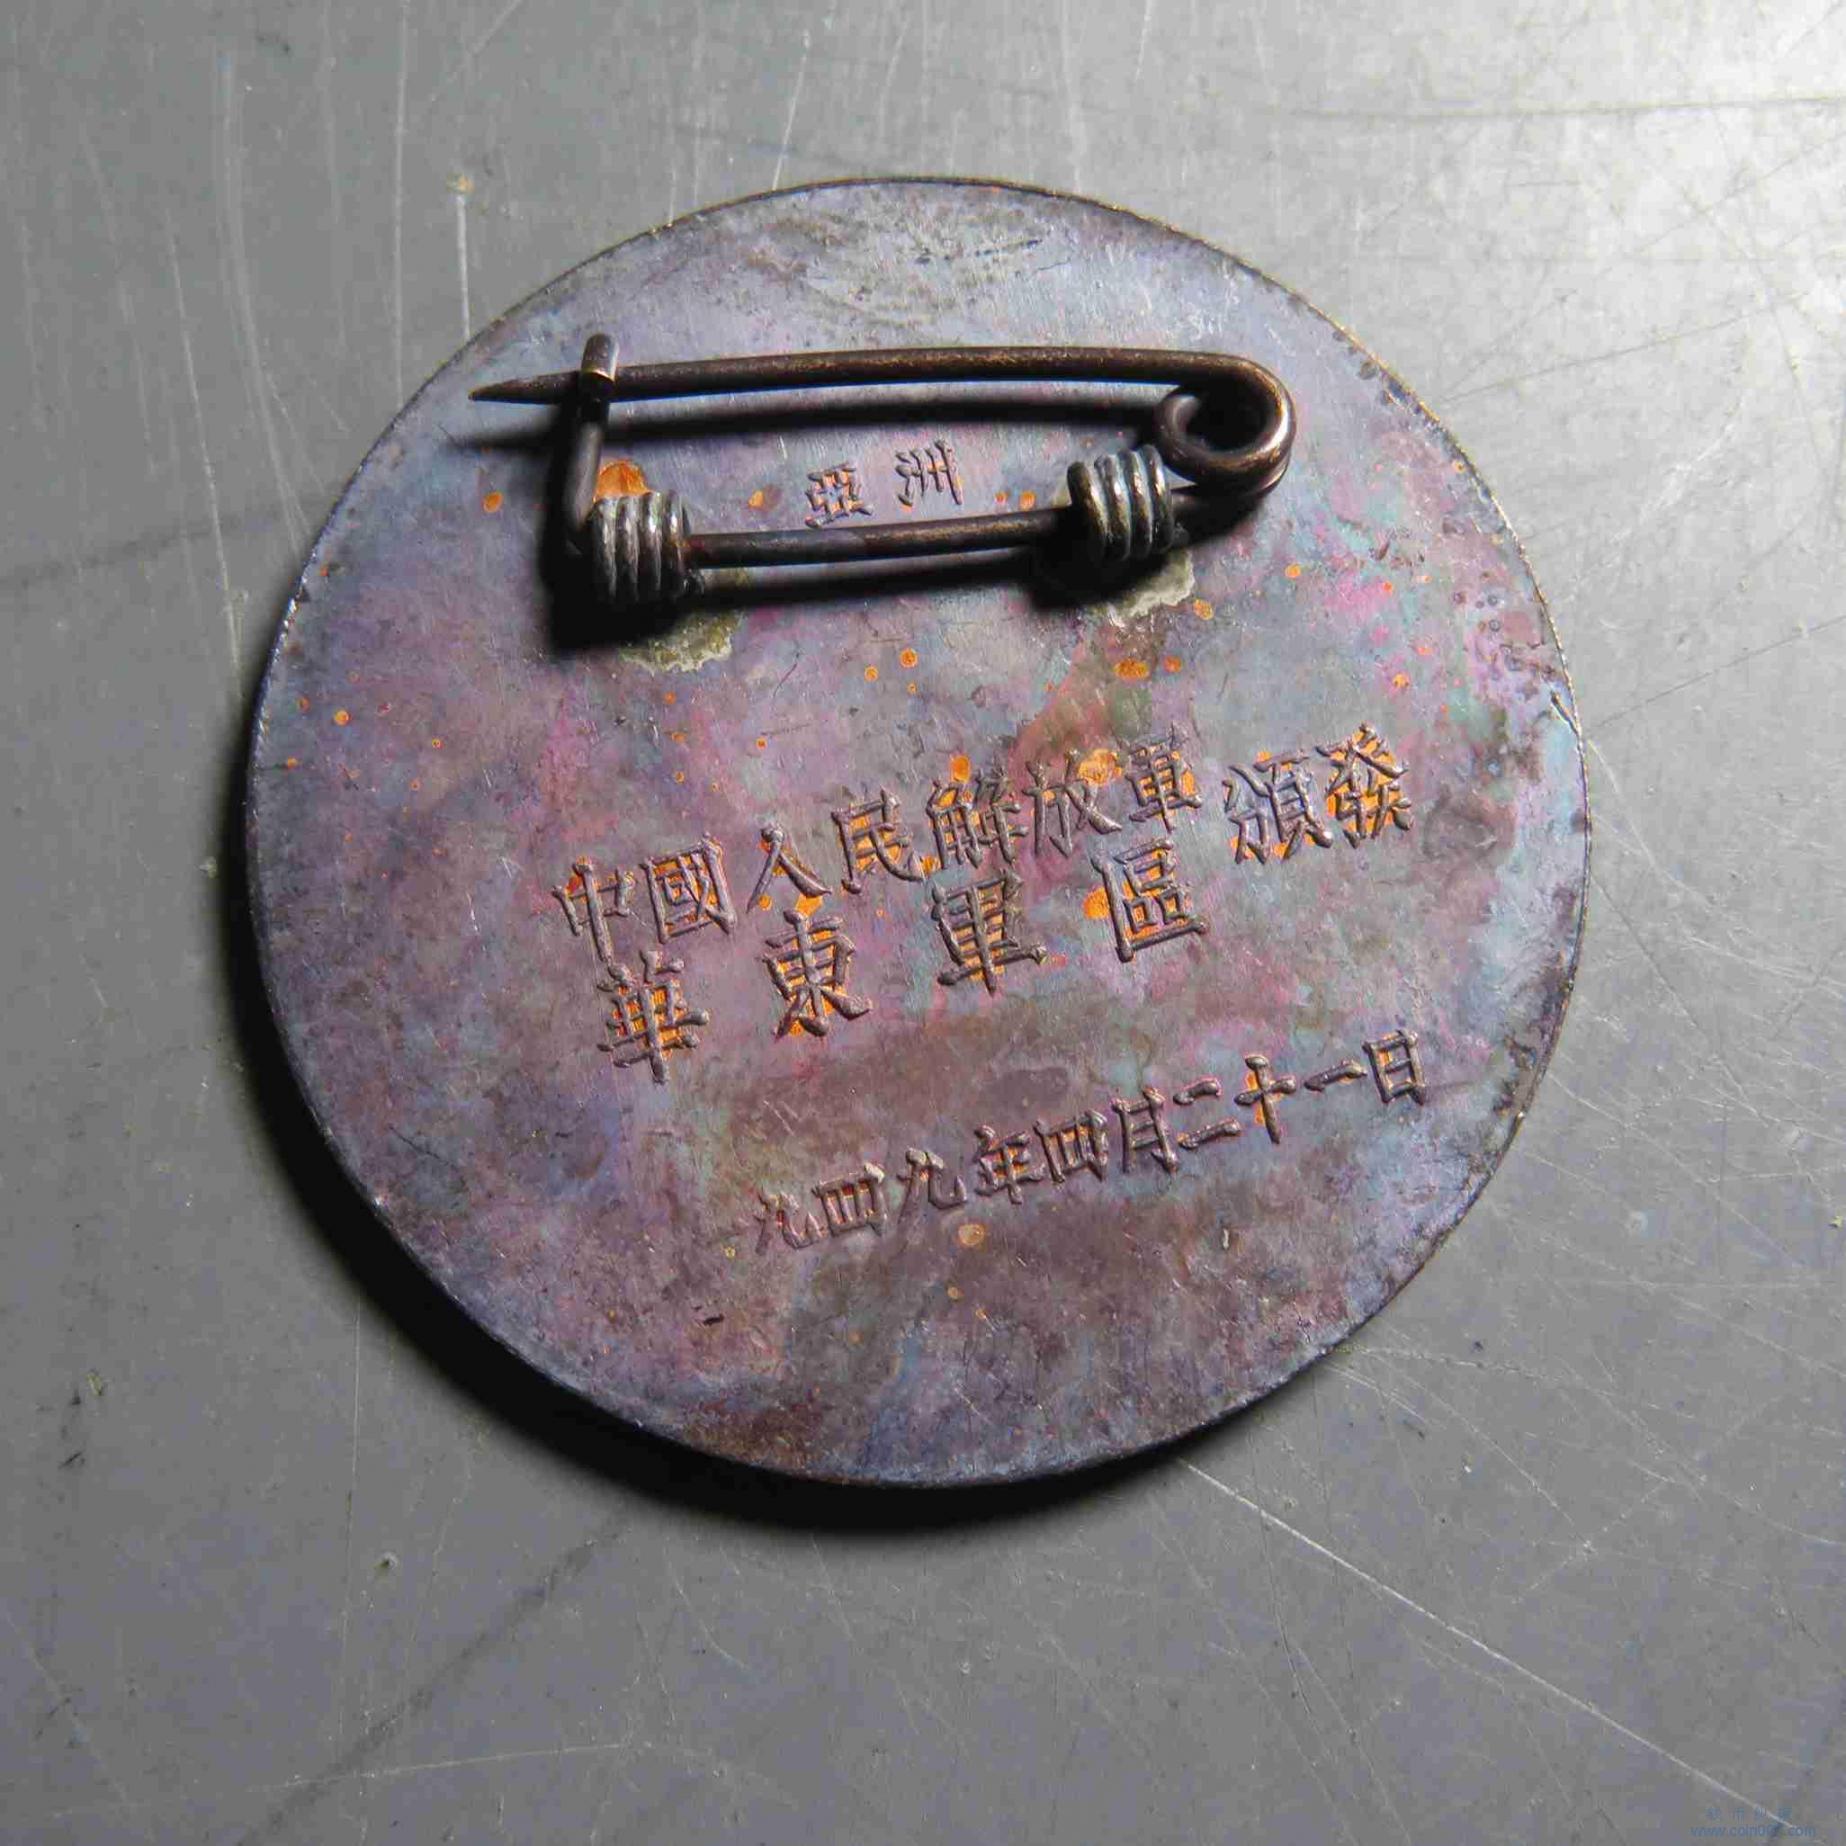 亞洲
中國人民解放軍頒發
華東軍區
一九四九年四月二十一日